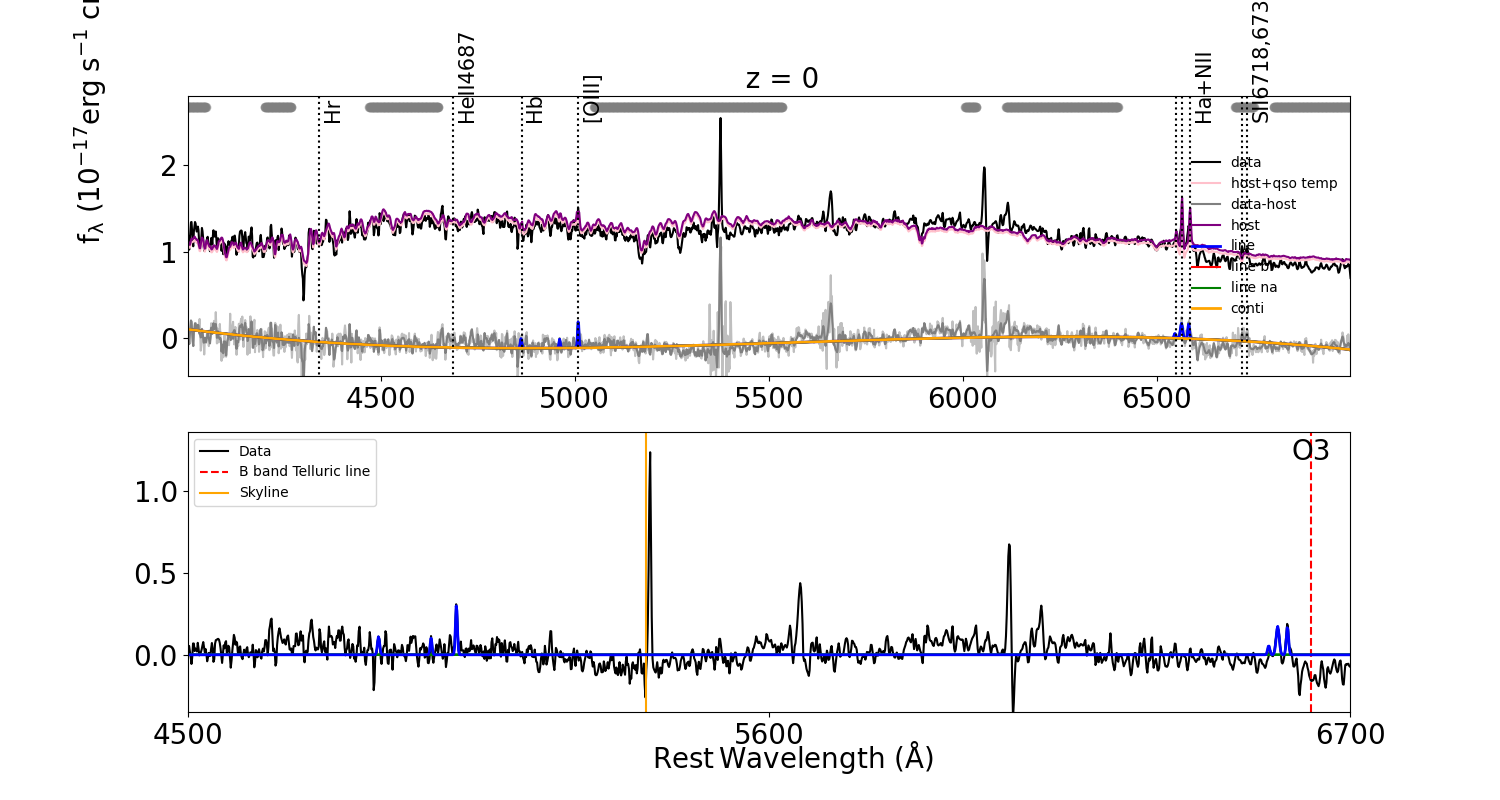 z = 0
f_λ (10⁻¹⁷erg s⁻¹ c
Hr
HeII4687
Hb
[OIII]
Ha+NII
SII6718,673
2
1
0
data
host+qso temp
data-host
host
line
line br
line na
conti
4500 5000 5500 6000 6500
Data
B band Telluric line
Skyline
O3
1.0
0.5
0.0
4500 5600 6700
Rest Wavelength (Å)